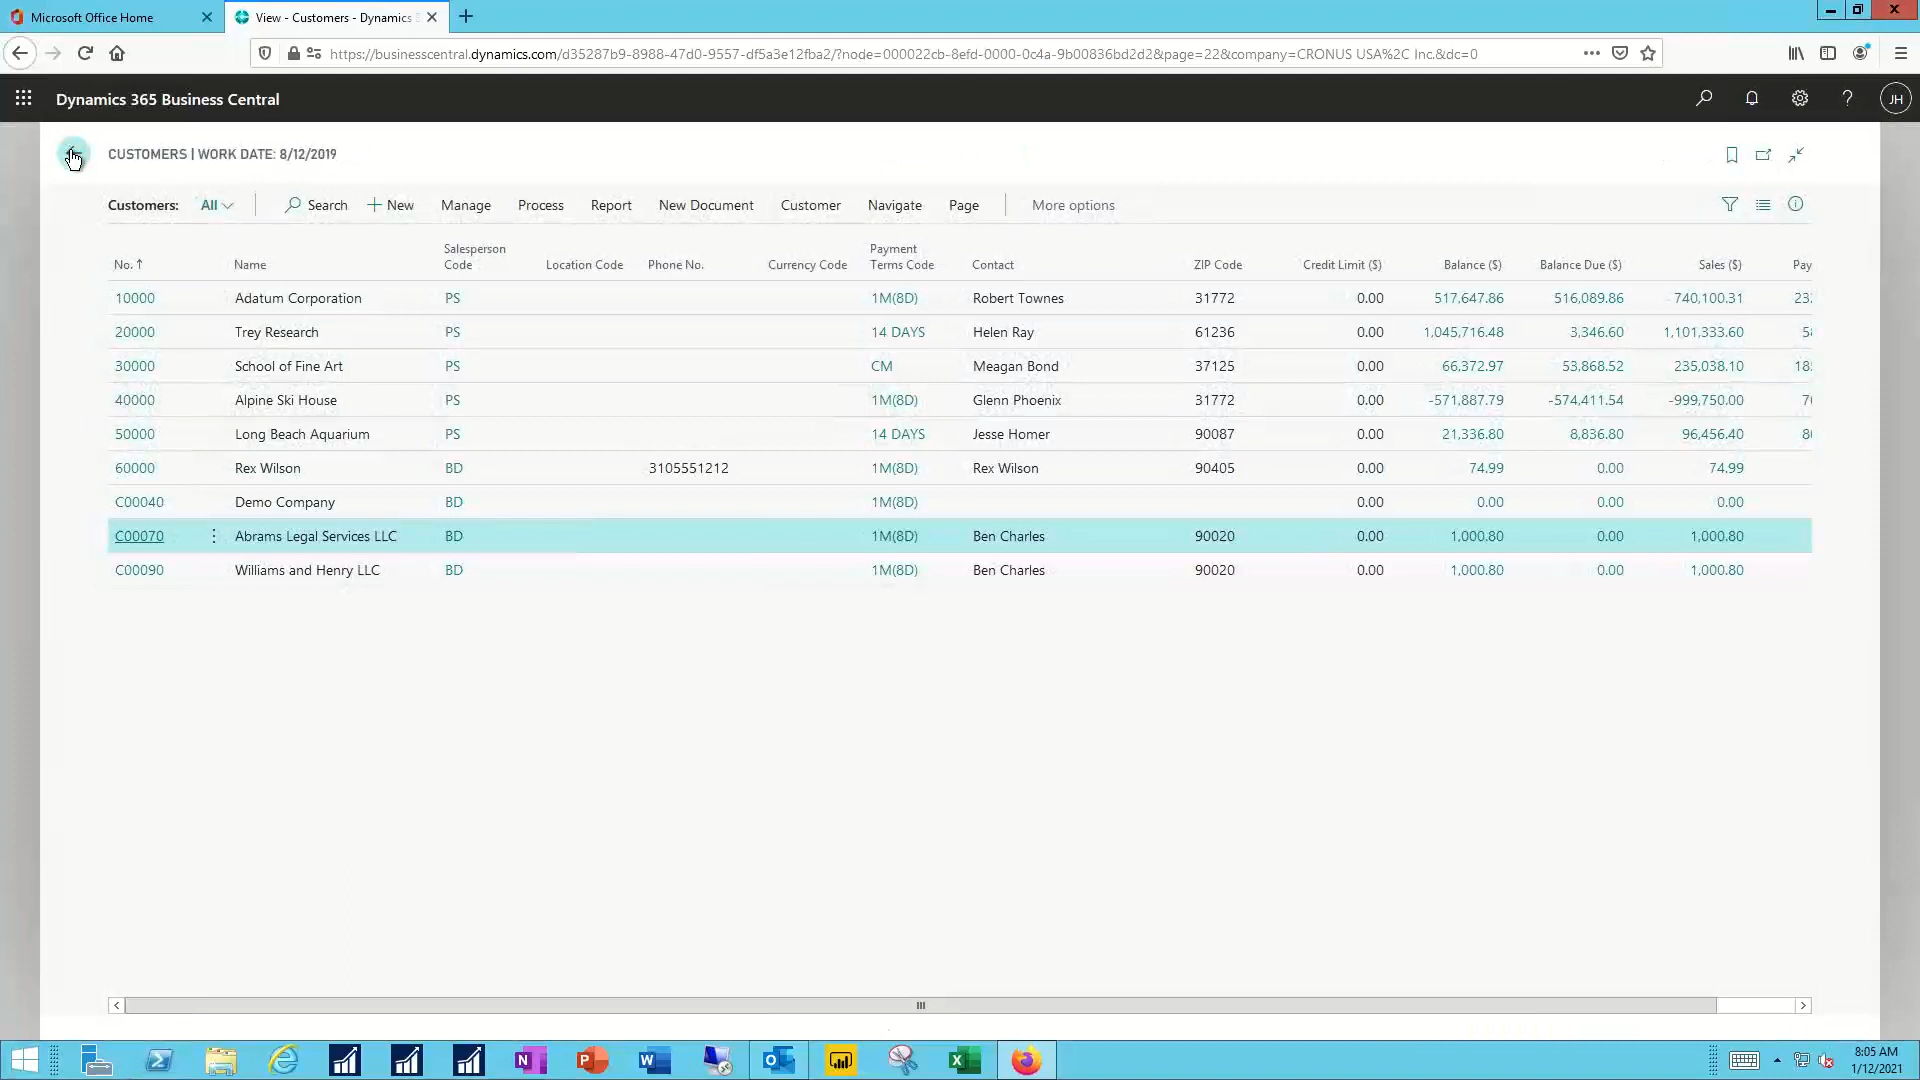 Microsoft Office Home
View - Customers - Dynamics
https://businesscentral.dynamics.com/d35287b9-8988-47d0-9557-df5a3e12fba2/?node=000022cb-8efd-0000-0c4a-9b00836bd2d2&page=22&company=CRONUS USA%2C Inc.&dc=0
Dynamics 365 Business Central
JH
CUSTOMERS | WORK DATE: 8/12/2019
Customers: All Search New Manage Process Report New Document Customer Navigate Page More options
No. ↑ Name Salesperson Code Location Code Phone No. Currency Code Payment Terms Code Contact ZIP Code Credit Limit ($) Balance ($) Balance Due ($) Sales ($) Pay
10000 Adatum Corporation PS 1M(8D) Robert Townes 31772 0.00 517,647.86 516,089.86 740,100.31 23
20000 Trey Research PS 14 DAYS Helen Ray 61236 0.00 1,045,716.48 3,346.60 1,101,333.60 5
30000 School of Fine Art PS CM Meagan Bond 37125 0.00 66,372.97 53,868.52 235,038.10 18
40000 Alpine Ski House PS 1M(8D) Glenn Phoenix 31772 0.00 -571,887.79 -574,411.54 -999,750.00 7
50000 Long Beach Aquarium PS 14 DAYS Jesse Homer 90087 0.00 21,336.80 8,836.80 96,456.40 8
60000 Rex Wilson BD 3105551212 1M(8D) Rex Wilson 90405 0.00 74.99 0.00 74.99
C00040 Demo Company BD 1M(8D) 0.00 0.00 0.00 0.00
C00070 Abrams Legal Services LLC BD 1M(8D) Ben Charles 90020 0.00 1,000.80 0.00 1,000.80
C00090 Williams and Henry LLC BD 1M(8D) Ben Charles 90020 0.00 1,000.80 0.00 1,000.80
8:05 AM
1/12/2021